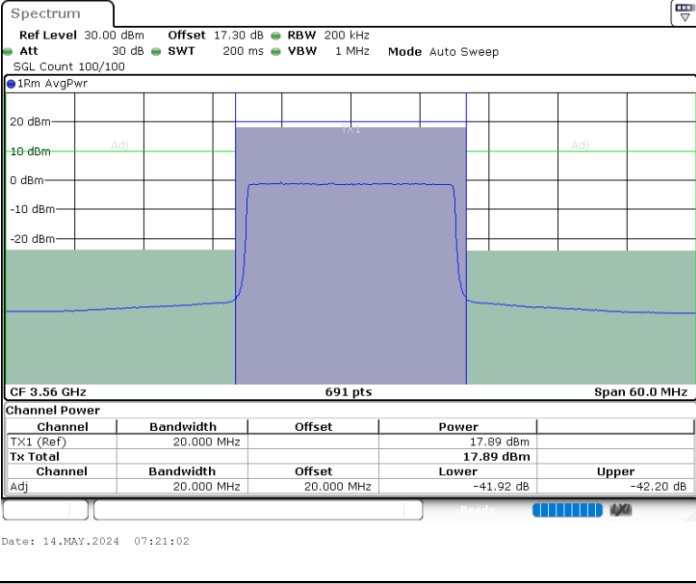 Spectrum
Ref Level 30.00 dBm Offset 17.30 dB RBW 200 kHz
Att 30 dB SWT 200 ms VBW 1 MHz Mode Auto Sweep
SGL Count 100/100
1Rm AvgPwr
20 dBm
TX1
10 dBm
Adj
Adj
0 dBm
-10 dBm
-20 dBm
CF 3.56 GHz 691 pts Span 60.0 MHz
Channel Power
Channel Bandwidth Offset Power
TX1 (Ref) 20.000 MHz 17.89 dBm
Tx Total 17.89 dBm
Channel Bandwidth Offset Lower Upper
Adj 20.000 MHz 20.000 MHz -41.92 dB -42.20 dB
Ready
Date: 14.MAY.2024 07:21:02